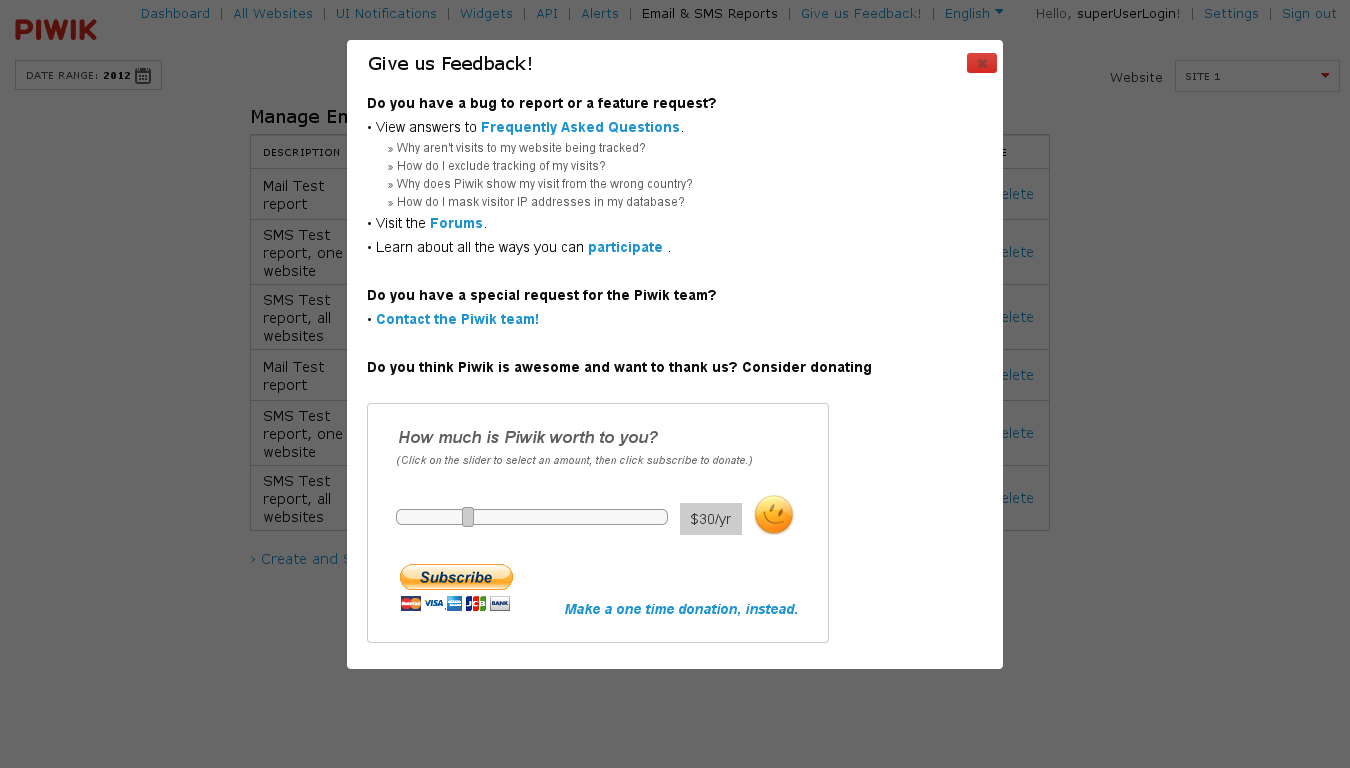 Dashboard | All Websites | UI Notifications | Widgets | API | Alerts | Email & SMS Reports | Give us Feedback! | English
Hello, superUserLogin! | Settings | Sign out
PIWIK
DATE RANGE: 2012
Website SITE 1
Give us Feedback!
Do you have a bug to report or a feature request?
• View answers to Frequently Asked Questions.
» Why aren't visits to my website being tracked?
» How do I exclude tracking of my visits?
» Why does Piwik show my visit from the wrong country?
» How do I mask visitor IP addresses in my database?
• Visit the Forums.
• Learn about all the ways you can participate .
Do you have a special request for the Piwik team?
• Contact the Piwik team!
Do you think Piwik is awesome and want to thank us? Consider donating
How much is Piwik worth to you?
(Click on the slider to select an amount, then click subscribe to donate.)
$30/yr
Subscribe
VISA
JCB
BANK
Make a one time donation, instead.
Manage
DESCRIPTION
Mail Test
report
SMS Test
report, one
website
SMS Test
report, all
websites
Mail Test
report
SMS Test
report, one
website
SMS Test
report, all
websites
elete
elete
elete
elete
elete
elete
› Create and